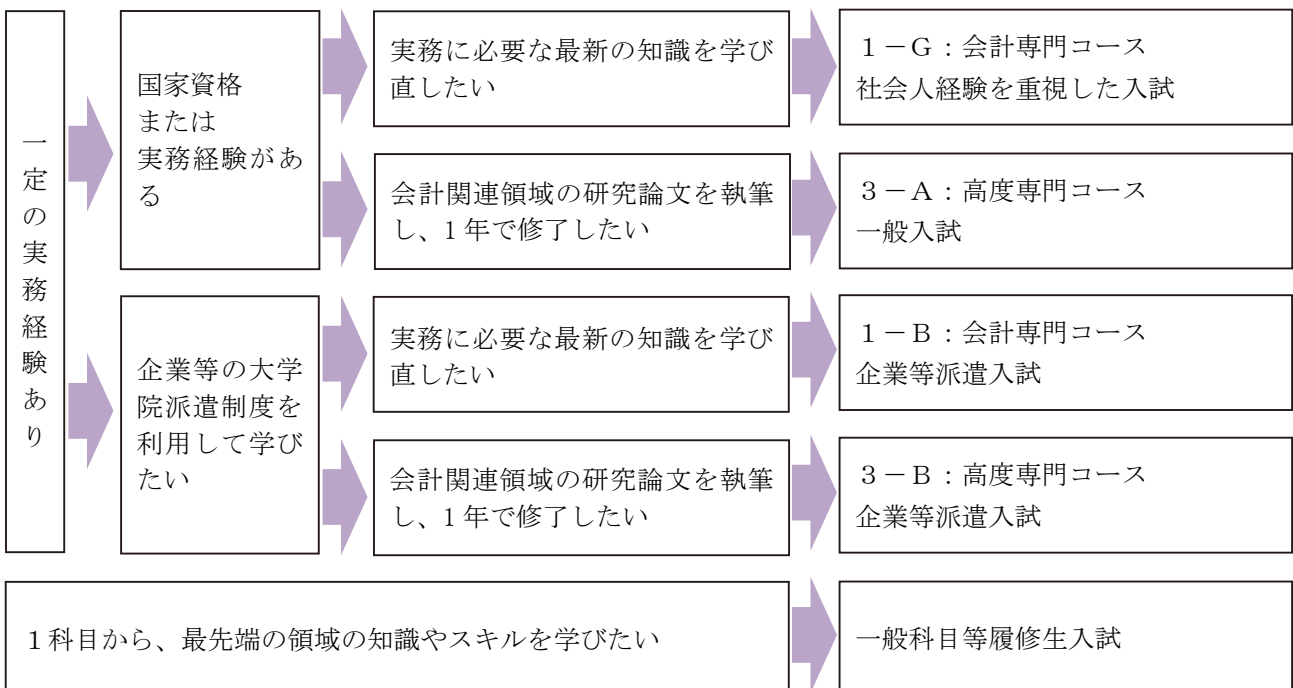 一定の実務経験あり
国家資格
または
実務経験があ
る
実務に必要な最新の知識を学び
直したい
1－G：会計専門コース
社会人経験を重視した入試
会計関連領域の研究論文を執筆
し、1年で修了したい
3－A：高度専門コース
一般入試
企業等の大学
院派遣制度を
利用して学び
たい
実務に必要な最新の知識を学び
直したい
1－B：会計専門コース
企業等派遣入試
会計関連領域の研究論文を執筆
し、1年で修了したい
3－B：高度専門コース
企業等派遣入試
1科目から、最先端の領域の知識やスキルを学びたい
一般科目等履修生入試